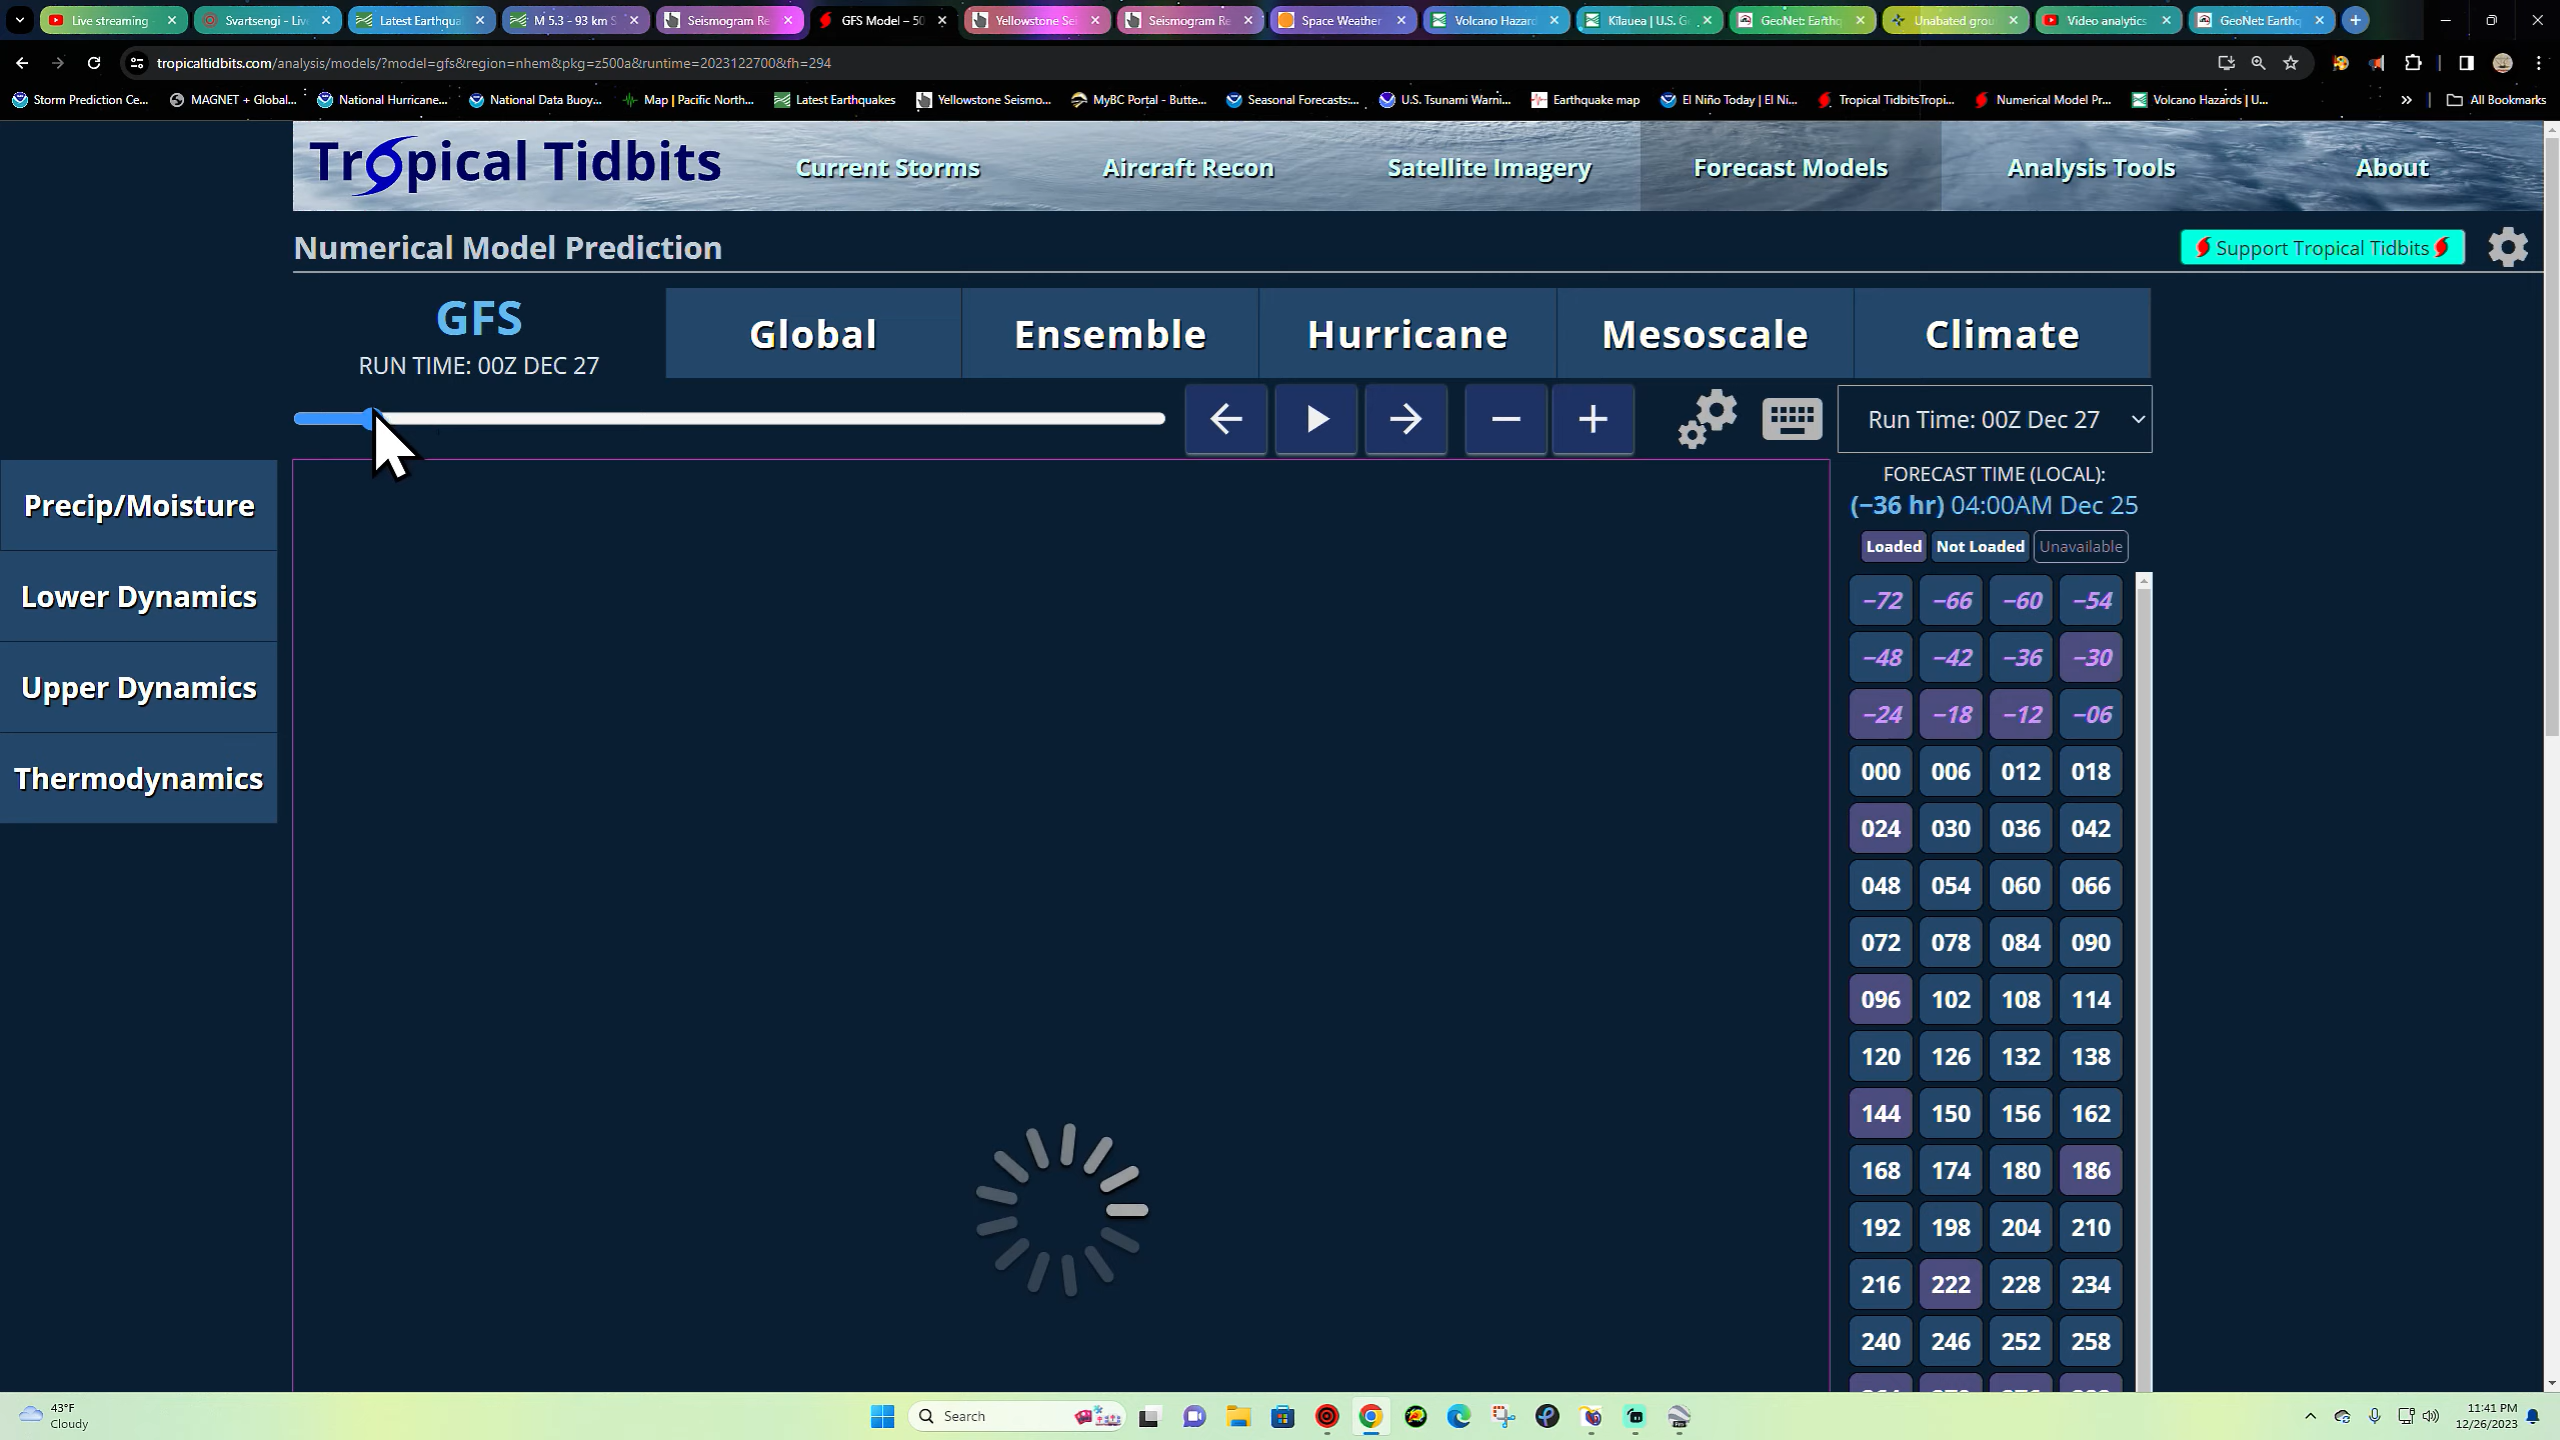 Live streaming
Svartsengi - Live
Latest Earthqua
M 5.3 - 93 km S
Seismogram Re
GFS Model – 50
Yellowstone Sei
Seismogram Re
Space Weather
Volcano Hazard
Kīlauea | U.S. G
GeoNet: Earthq
Unabated grou
Video analytics
GeoNet: Earthq
tropicaltidbits.com/analysis/models/?model=gfs&region=nhem&pkg=z500a&runtime=2023122700&fh=294
Storm Prediction Ce...
MAGNET + Global...
National Hurricane...
National Data Buoy...
Map | Pacific North...
Latest Earthquakes
Yellowstone Seismo...
MyBC Portal - Butte...
Seasonal Forecasts:...
U.S. Tsunami Warni...
Earthquake map
El Niño Today | El Ni...
Tropical TidbitsTropi...
Numerical Model Pr...
Volcano Hazards | U...
All Bookmarks
Tropical Tidbits
Current Storms
Aircraft Recon
Satellite Imagery
Forecast Models
Analysis Tools
About
Numerical Model Prediction
Support Tropical Tidbits
GFS
RUN TIME: 00Z DEC 27
Global
Ensemble
Hurricane
Mesoscale
Climate
Run Time: 00Z Dec 27
Precip/Moisture
Lower Dynamics
Upper Dynamics
Thermodynamics
FORECAST TIME (LOCAL):
(−36 hr) 04:00AM Dec 25
Loaded Not Loaded Unavailable
−72 −66 −60 −54
−48 −42 −36 −30
−24 −18 −12 −06
000 006 012 018
024 030 036 042
048 054 060 066
072 078 084 090
096 102 108 114
120 126 132 138
144 150 156 162
168 174 180 186
192 198 204 210
216 222 228 234
240 246 252 258
43°F
Cloudy
Search
11:41 PM
12/26/2023